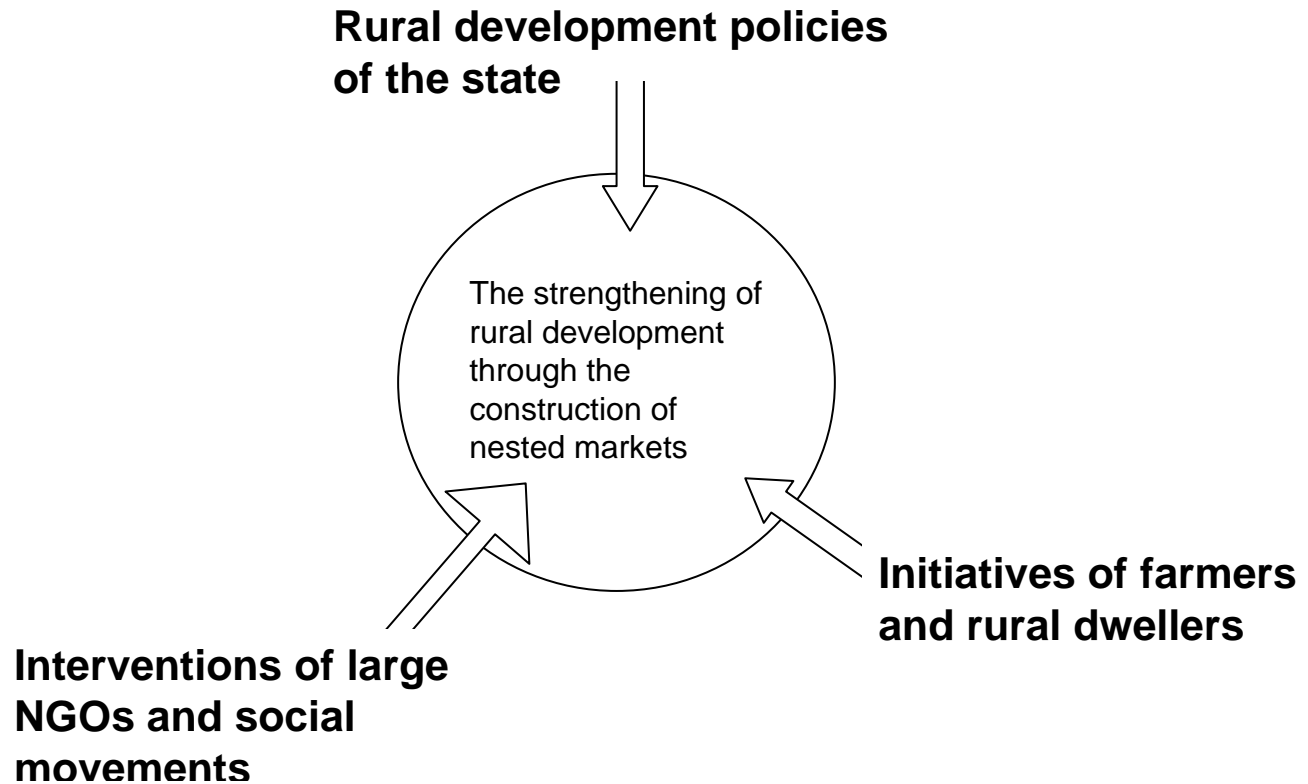 Rural development policies
of the state
The strengthening of
rural development
through the
construction of
nested markets
Initiatives of farmers
and rural dwellers
Interventions of large
NGOs and social
movements